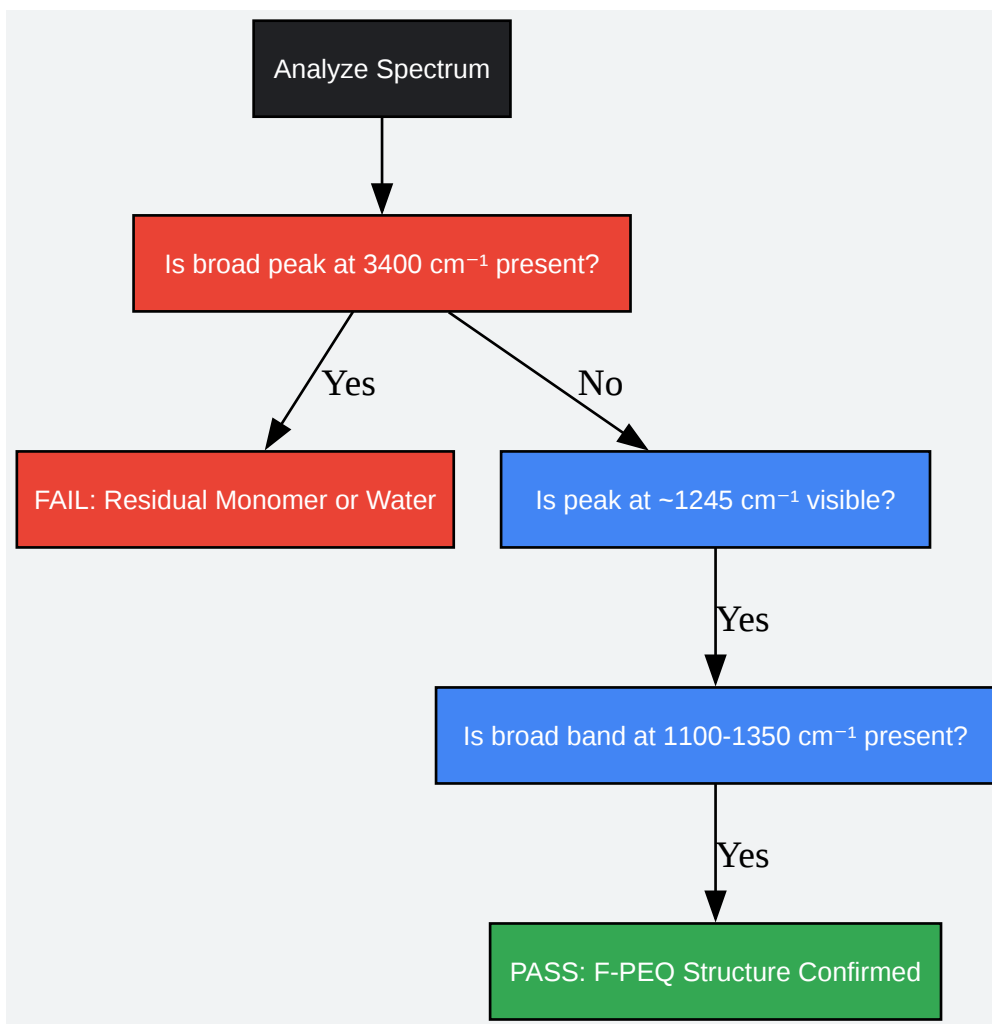 Analyze Spectrum
Is broad peak at 3400 cm⁻¹ present?
Yes
No
FAIL: Residual Monomer or Water
Is peak at ~1245 cm⁻¹ visible?
Yes
Is broad band at 1100-1350 cm⁻¹ present?
Yes
PASS: F-PEQ Structure Confirmed